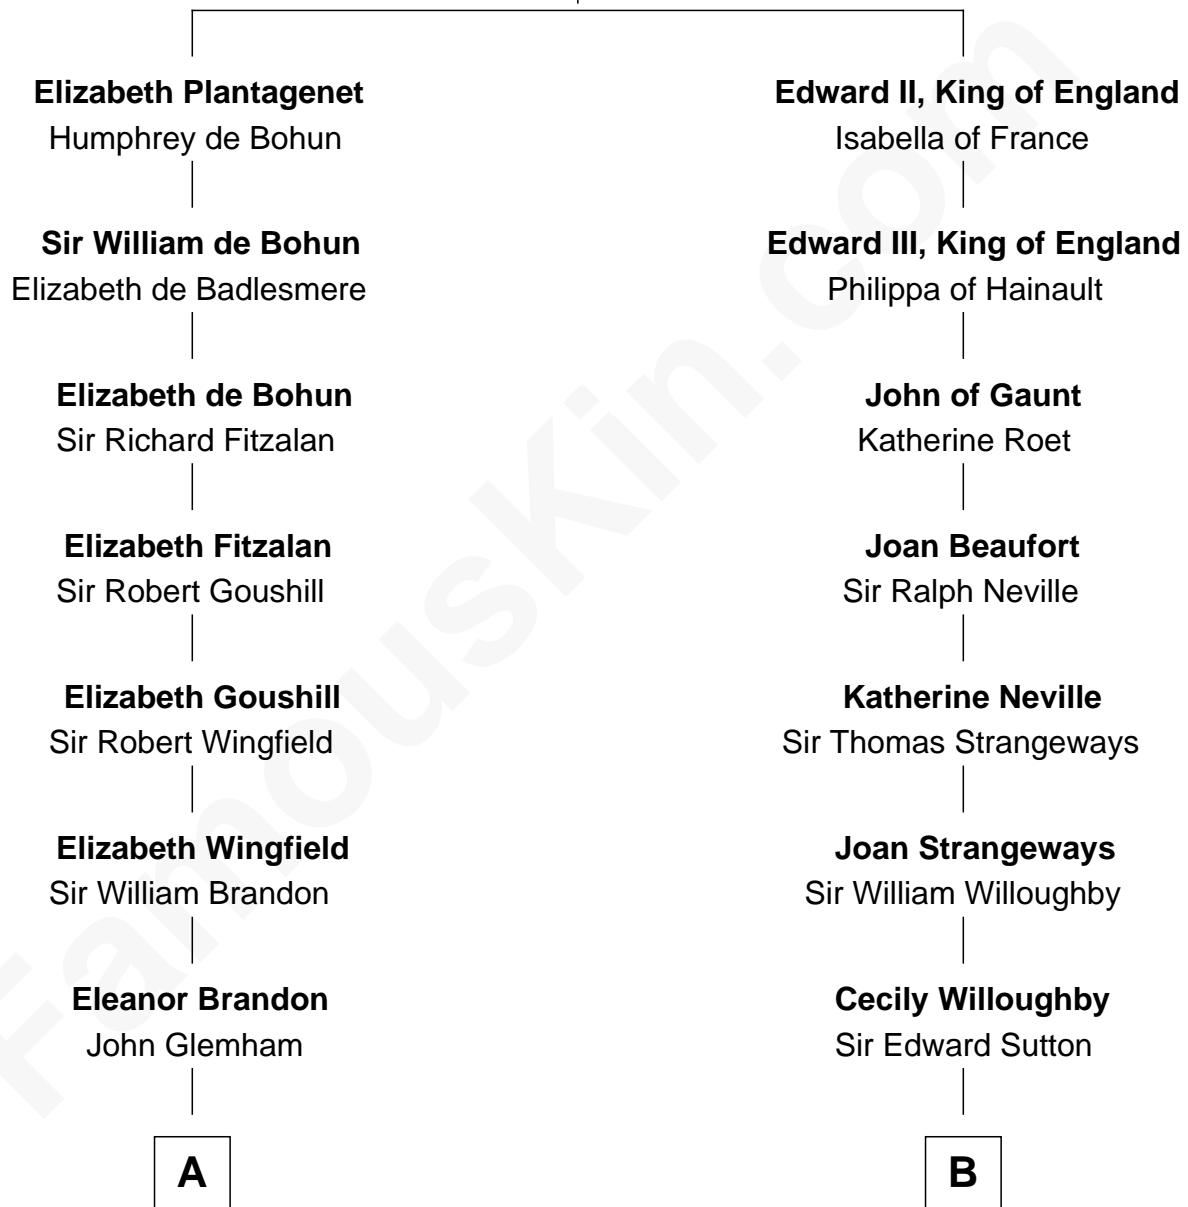 Elizabeth Plantagenet
Humphrey de Bohun
Sir William de Bohun
Elizabeth de Badlesmere
Elizabeth de Bohun
Sir Richard Fitzalan
Elizabeth Fitzalan
Sir Robert Goushill
Elizabeth Goushill
Sir Robert Wingfield
Elizabeth Wingfield
Sir William Brandon
Eleanor Brandon
John Glemham
A
Edward II, King of England
Isabella of France
Edward III, King of England
Philippa of Hainault
John of Gaunt
Katherine Roet
Joan Beaufort
Sir Ralph Neville
Katherine Neville
Sir Thomas Strangeways
Joan Strangeways
Sir William Willoughby
Cecily Willoughby
Sir Edward Sutton
B
FamousKin.com